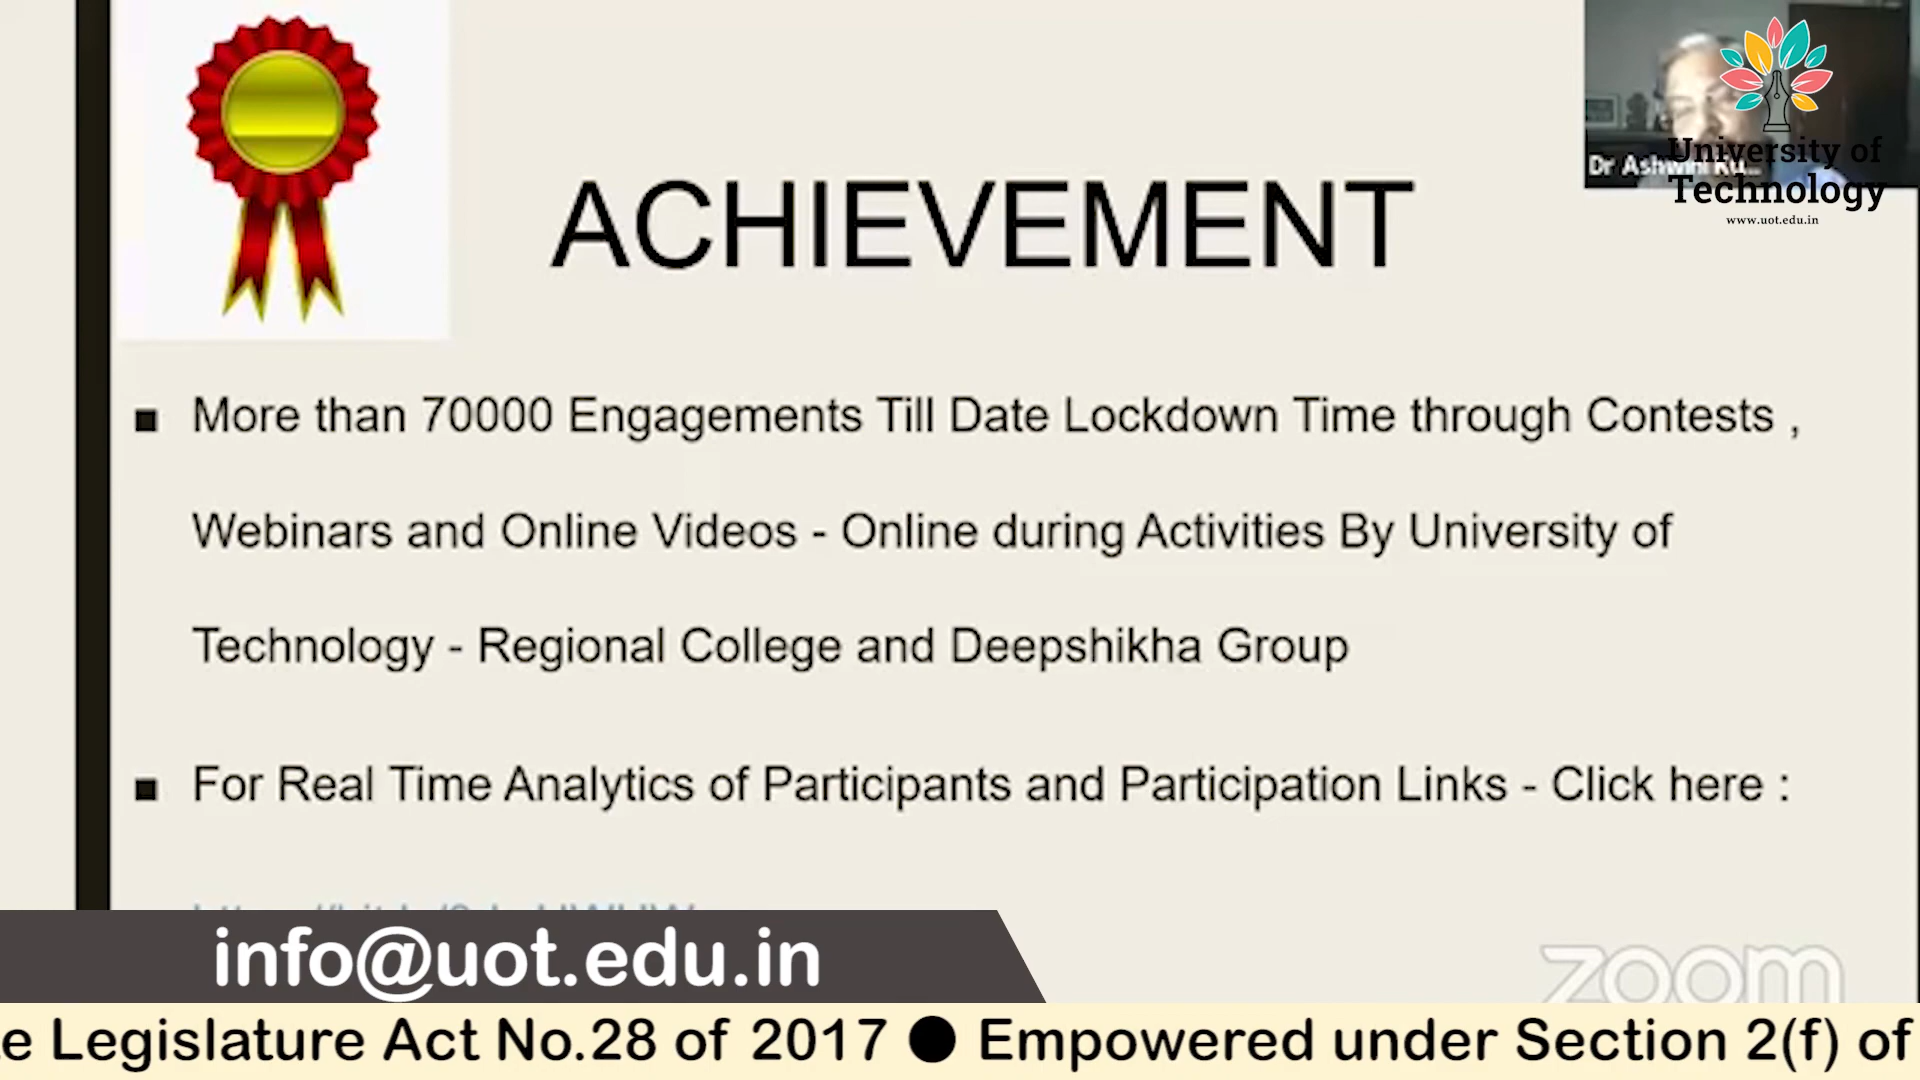 University of
Technology
www.uot.edu.in
Dr Ashwini Ku...
ACHIEVEMENT
■ More than 70000 Engagements Till Date Lockdown Time through Contests ,
Webinars and Online Videos - Online during Activities By University of
Technology - Regional College and Deepshikha Group
■ For Real Time Analytics of Participants and Participation Links - Click here :
info@uot.edu.in
zoom
Legislature Act No.28 of 2017 ● Empowered under Section 2(f) of